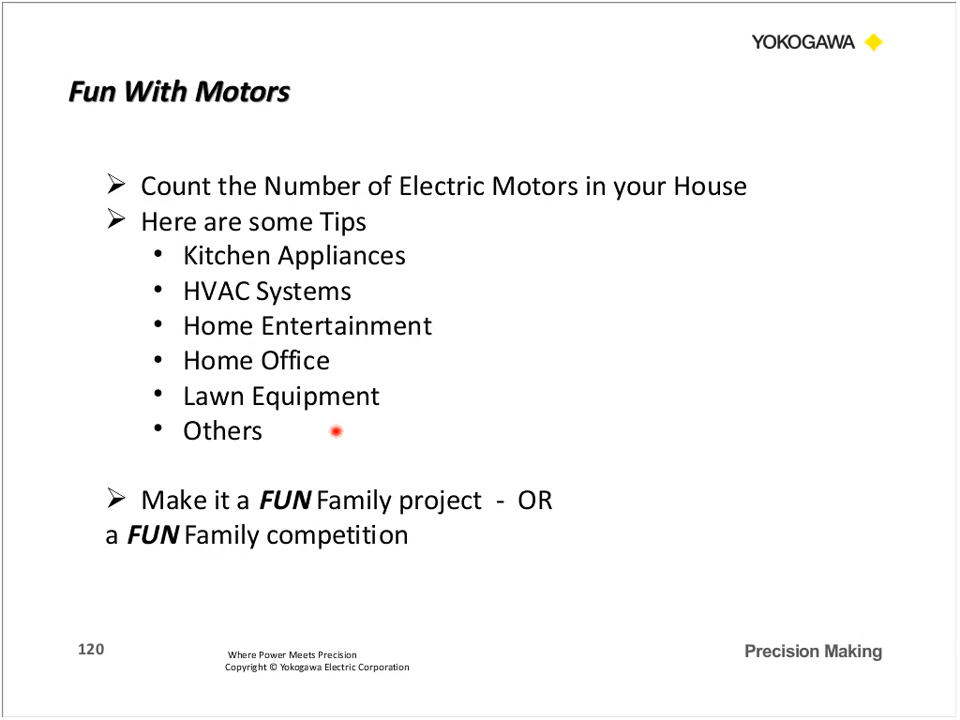 YOKOGAWA
Fun With Motors
➢ Count the Number of Electric Motors in your House
➢ Here are some Tips
• Kitchen Appliances
• HVAC Systems
• Home Entertainment
• Home Office
• Lawn Equipment
• Others
➢ Make it a FUN Family project - OR
a FUN Family competition
120
Where Power Meets Precision
Copyright © Yokogawa Electric Corporation
Precision Making